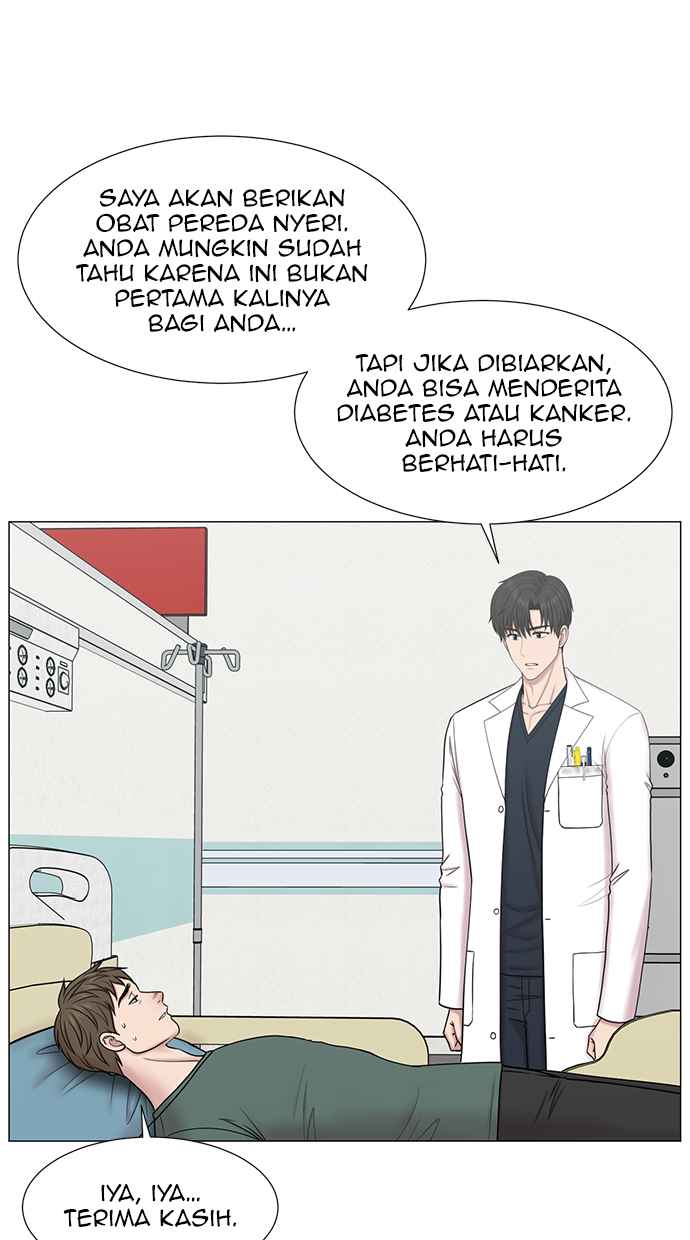 SAYA AKAN BERIKAN
OBAT PEREDA NYERI.
ANDA MUNGKIN SUDAH
TAHU KARENA INI BUKAN
PERTAMA KALINYA
BAGI ANDA...
TAPI JIKA DIBIARKAN,
ANDA BISA MENDERITA
DIABETES ATAU KANKER.
ANDA HARUS
BERHATI-HATI.
IYA, IYA...
TERIMA KASIH.